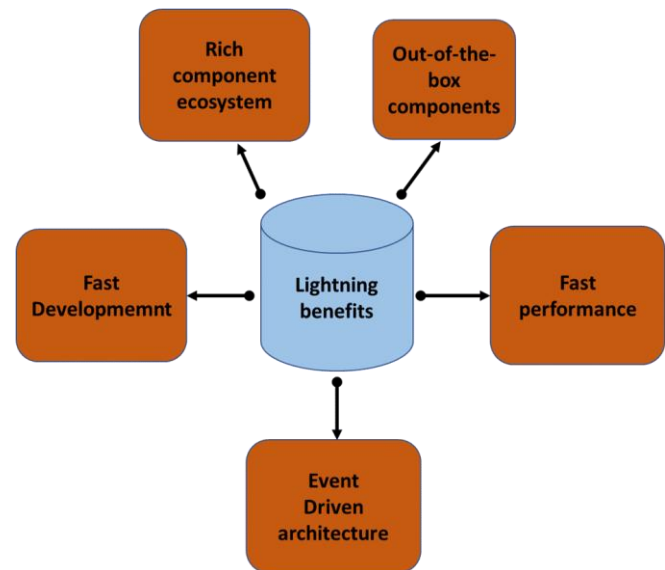 Rich
component
ecosystem
Out-of-the-
box
components
Fast
Developmemnt
Lightning
benefits
Fast
performance
Event
Driven
architecture